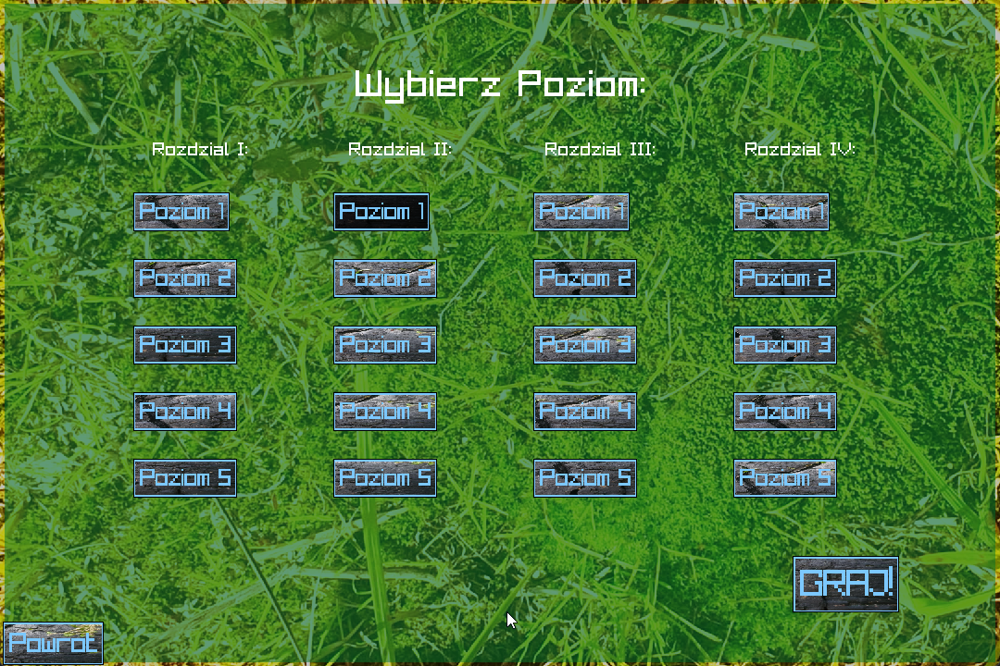 Wybierz Poziom:
Rozdzial I: Rozdzial II: Rozdzial III: Rozdzial IV:
Poziom 1 Poziom 1 Poziom 1 Poziom 1
Poziom 2 Poziom 2 Poziom 2 Poziom 2
Poziom 3 Poziom 3 Poziom 3 Poziom 3
Poziom 4 Poziom 4 Poziom 4 Poziom 4
Poziom 5 Poziom 5 Poziom 5 Poziom 5
GRAJ!
Powrot